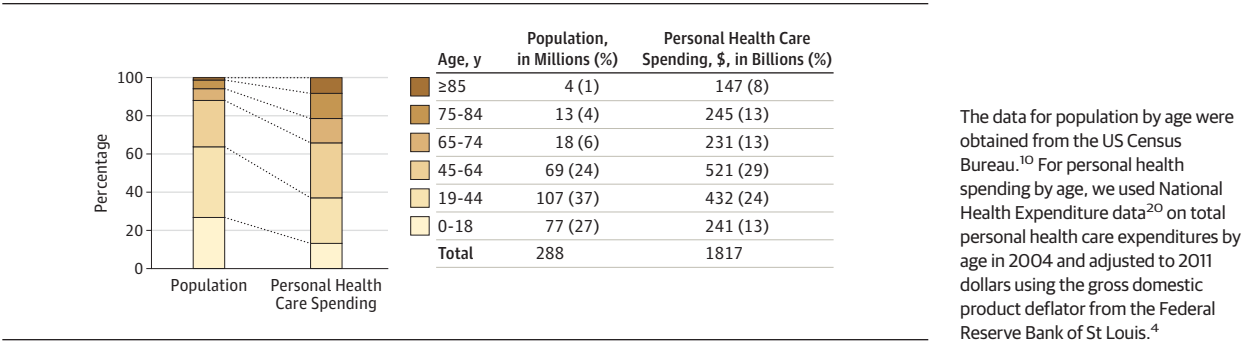 100
80
60
40
20
0
Percentage
Population
Personal Health
Care Spending
Population,
Personal Health Care
Age, y
in Millions (%)
Spending, $, in Billions (%)
≥85 4 (1) 147 (8)
75-84 13 (4) 245 (13)
65-74 18 (6) 231 (13)
45-64 69 (24) 521 (29)
19-44 107 (37) 432 (24)
0-18 77 (27) 241 (13)
Total 288 1817
The data for population by age were
obtained from the US Census
Bureau.10 For personal health
spending by age, we used National
Health Expenditure data20 on total
personal health care expenditures by
age in 2004 and adjusted to 2011
dollars using the gross domestic
product deflator from the Federal
Reserve Bank of St Louis.4